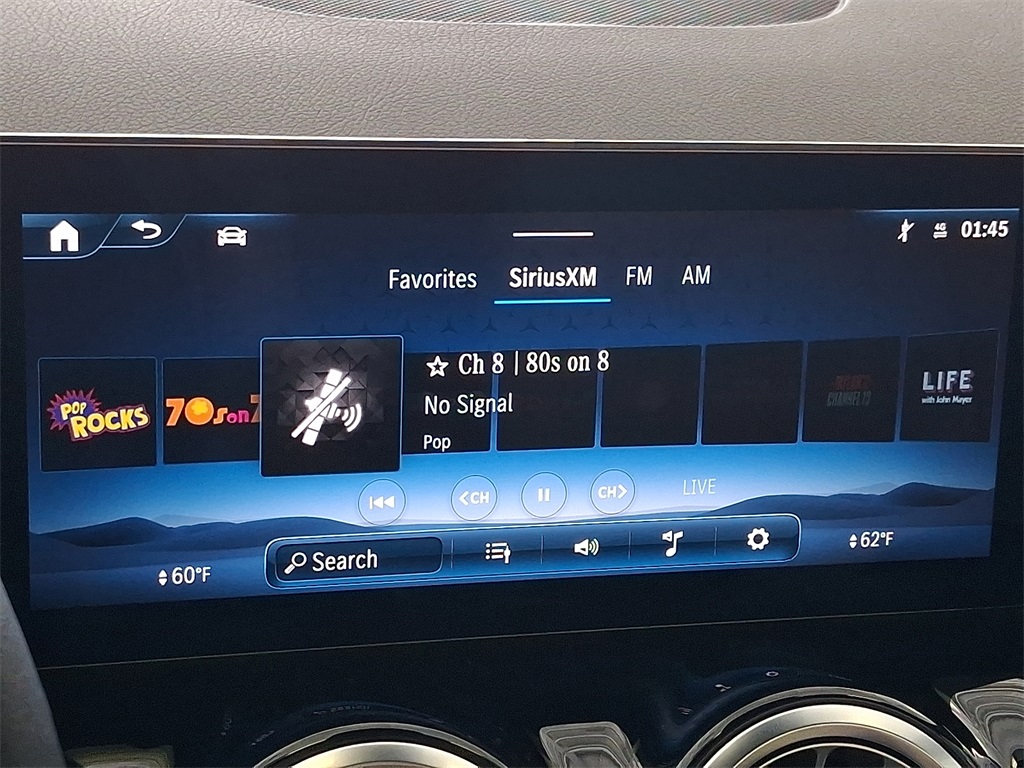 4G 01:45
Favorites SiriusXM FM AM
POP ROCKS
70s on 7
Ch 8 | 80s on 8
No Signal
Pop
LIFE
with John Mayer
<CH
CH>
LIVE
Search
60°F
62°F